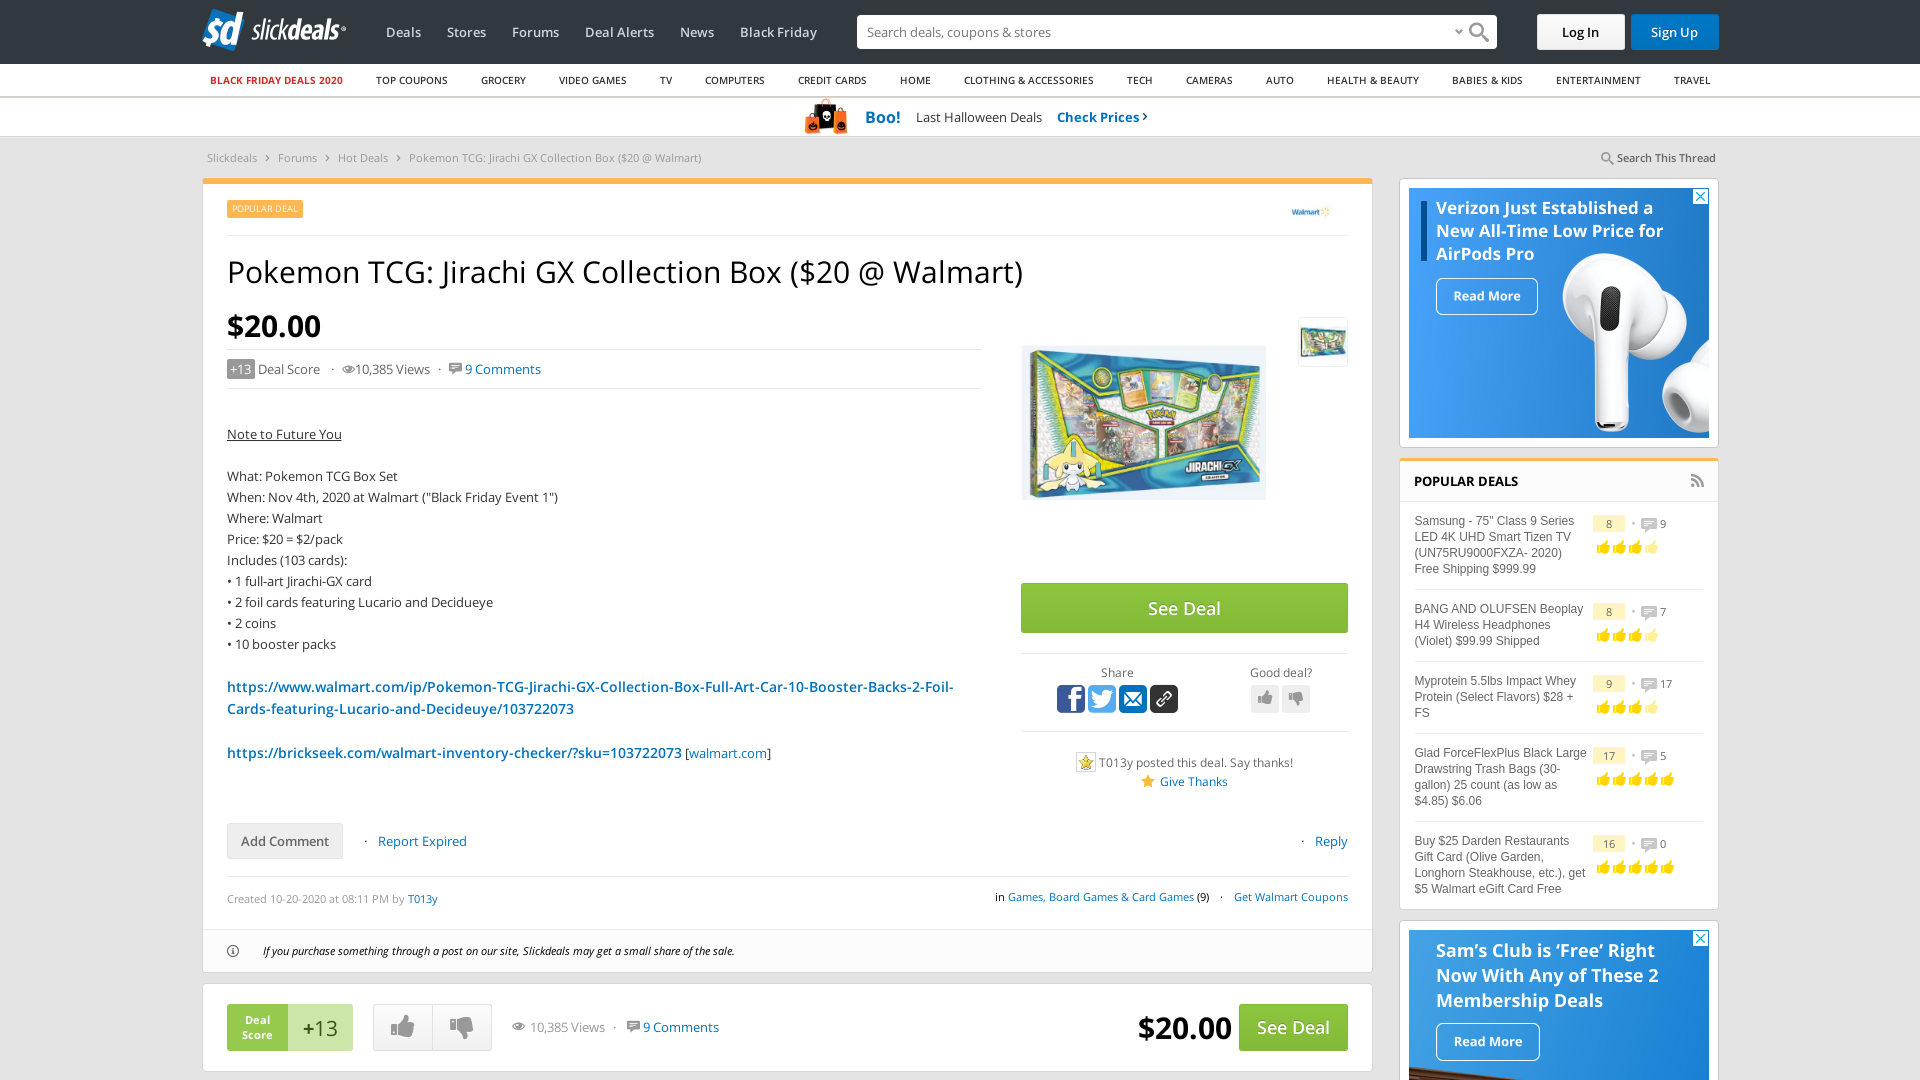 sd slickdeals
Deals
Stores
Forums
Deal Alerts
News
Black Friday
Search deals, coupons & stores
Log In
Sign Up
BLACK FRIDAY DEALS 2020
TOP COUPONS
GROCERY
VIDEO GAMES
TV
COMPUTERS
CREDIT CARDS
HOME
CLOTHING & ACCESSORIES
TECH
CAMERAS
AUTO
HEALTH & BEAUTY
BABIES & KIDS
ENTERTAINMENT
TRAVEL
Boo! Last Halloween Deals Check Prices ›
Slickdeals › Forums › Hot Deals › Pokemon TCG: Jirachi GX Collection Box ($20 @ Walmart)
Search This Thread
POPULAR DEAL
Walmart
Pokemon TCG: Jirachi GX Collection Box ($20 @ Walmart)
$20.00
+13 Deal Score · 10,385 Views · 9 Comments
Note to Future You
What: Pokemon TCG Box Set
When: Nov 4th, 2020 at Walmart ("Black Friday Event 1")
Where: Walmart
Price: $20 = $2/pack
Includes (103 cards):
• 1 full-art Jirachi-GX card
• 2 foil cards featuring Lucario and Decidueye
• 2 coins
• 10 booster packs
https://www.walmart.com/ip/Pokemon-TCG-Jirachi-GX-Collection-Box-Full-Art-Car-10-Booster-Backs-2-Foil-
Cards-featuring-Lucario-and-Decideuye/103722073
https://brickseek.com/walmart-inventory-checker/?sku=103722073 [walmart.com]
Pokémon
JIRACHI GX
COLLECTION
See Deal
Share
Good deal?
T013y posted this deal. Say thanks!
Give Thanks
Add Comment · Report Expired
· Reply
Created 10-20-2020 at 08:11 PM by T013y
in Games, Board Games & Card Games (9) · Get Walmart Coupons
If you purchase something through a post on our site, Slickdeals may get a small share of the sale.
Deal
Score
+13
10,385 Views · 9 Comments
$20.00
See Deal
Verizon Just Established a
New All-Time Low Price for
AirPods Pro
Read More
POPULAR DEALS
Samsung - 75" Class 9 Series
LED 4K UHD Smart Tizen TV
(UN75RU9000FXZA- 2020)
Free Shipping $999.99
8 • 9
BANG AND OLUFSEN Beoplay
H4 Wireless Headphones
(Violet) $99.99 Shipped
8 • 7
Myprotein 5.5lbs Impact Whey
Protein (Select Flavors) $28 +
FS
9 • 17
Glad ForceFlexPlus Black Large
Drawstring Trash Bags (30-
gallon) 25 count (as low as
$4.85) $6.06
17 • 5
Buy $25 Darden Restaurants
Gift Card (Olive Garden,
Longhorn Steakhouse, etc.), get
$5 Walmart eGift Card Free
16 • 0
Sam's Club is 'Free' Right
Now With Any of These 2
Membership Deals
Read More